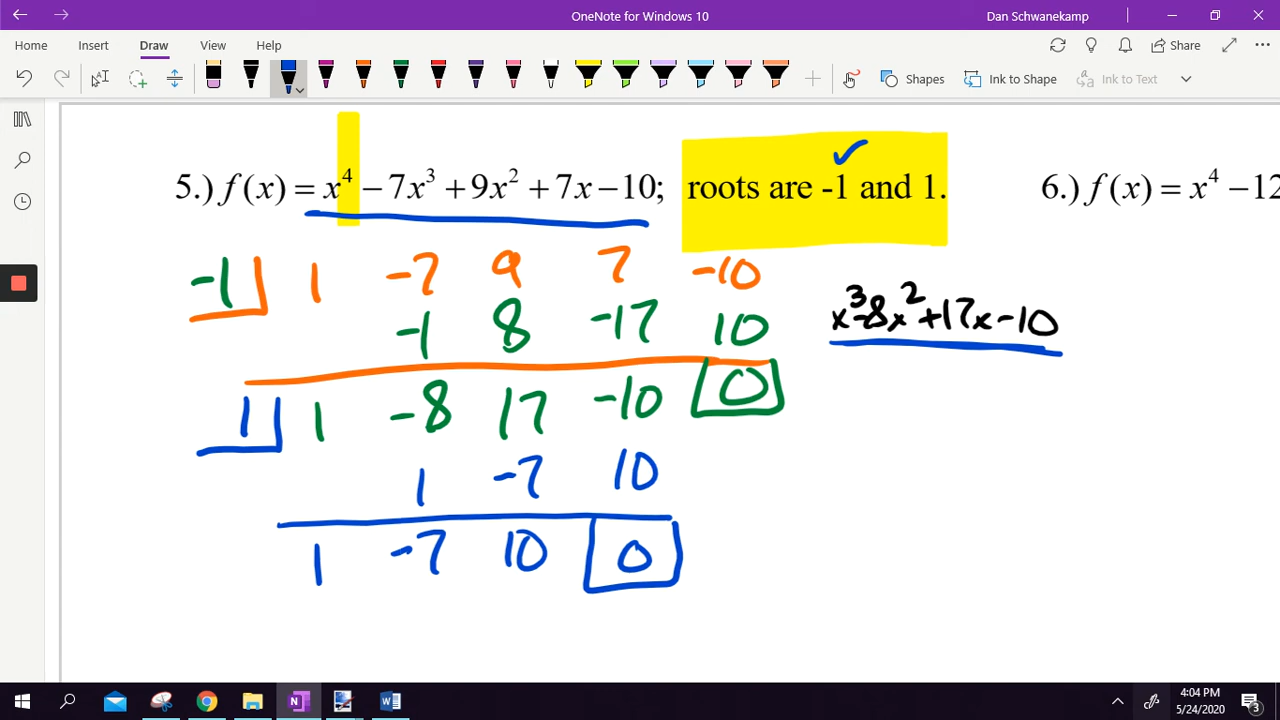 OneNote for Windows 10
Dan Schwanekamp
Home Insert Draw View Help
Share
Shapes Ink to Shape Ink to Text
5.) f(x) = x⁴ − 7x³ + 9x² + 7x − 10; roots are -1 and 1.
6.) f(x) = x⁴ − 12
-1 1 -7 9 7 -10
-1 8 -17 10
x³-8x²+17x-10
1 1 -8 17 -10 0
1 -7 10
1 -7 10 0
4:04 PM
5/24/2020
3